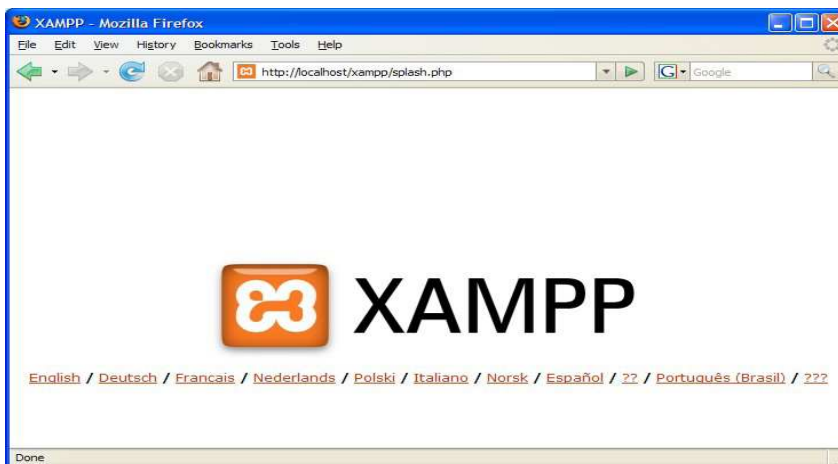 XAMPP - Mozilla Firefox
File Edit View History Bookmarks Tools Help
http://localhost/xampp/splash.php Google
XAMPP
English / Deutsch / Francais / Nederlands / Polski / Italiano / Norsk / Español / ?? / Português (Brasil) / ???
Done